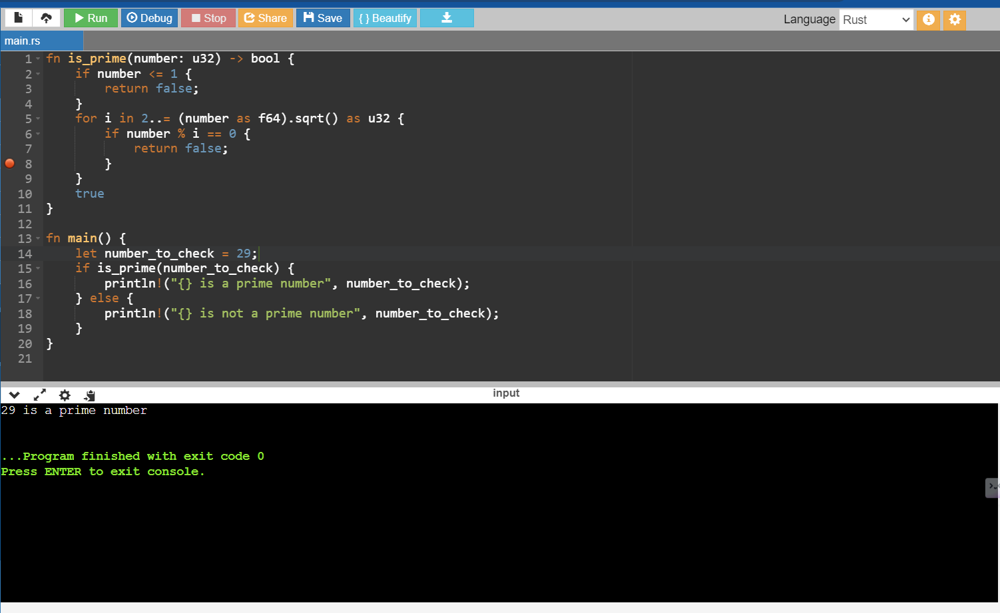 Run Debug Stop Share Save { } Beautify Language Rust
main.rs
1 fn is_prime(number: u32) -> bool {
2     if number <= 1 {
3         return false;
4     }
5     for i in 2..= (number as f64).sqrt() as u32 {
6         if number % i == 0 {
7             return false;
8         }
9     }
10     true
11 }
12
13 fn main() {
14     let number_to_check = 29;
15     if is_prime(number_to_check) {
16         println!("{} is a prime number", number_to_check);
17     } else {
18         println!("{} is not a prime number", number_to_check);
19     }
20 }
21
input
29 is a prime number
...Program finished with exit code 0
Press ENTER to exit console.